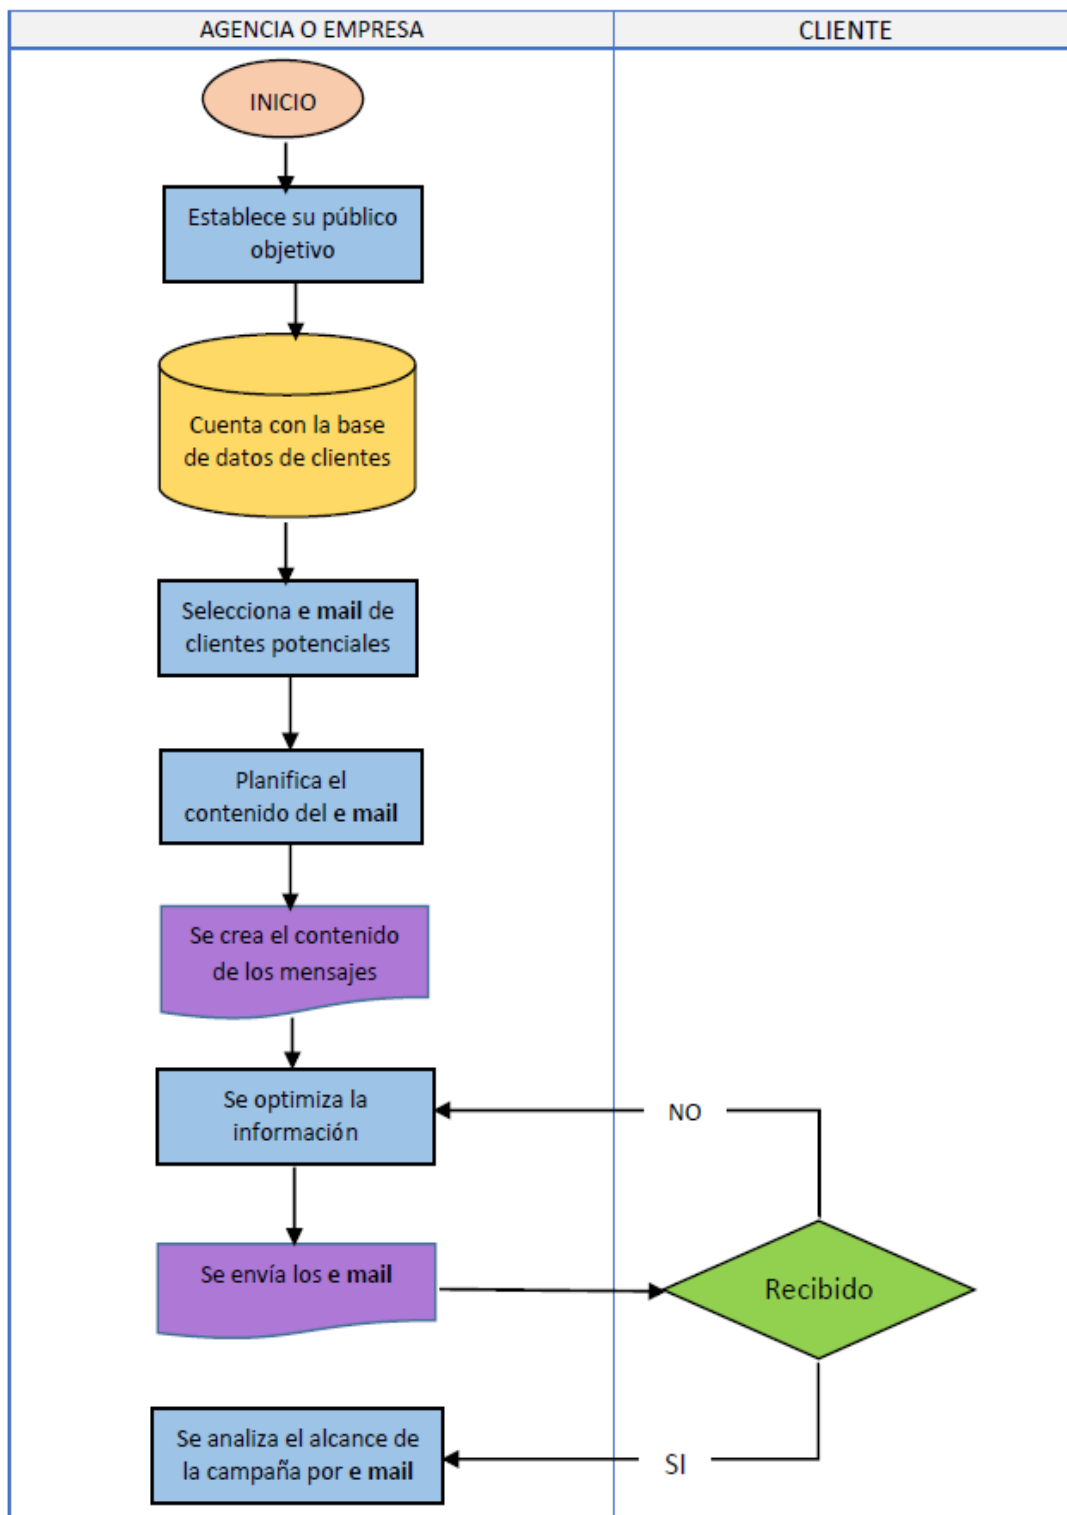 AGENCIA O EMPRESA
CLIENTE
INICIO
Establece su público
objetivo
Cuenta con la base
de datos de clientes
Selecciona e mail de
clientes potenciales
Planifica el
contenido del e mail
Se crea el contenido
de los mensajes
Se optimiza la
información
NO
Se envía los e mail
Recibido
Se analiza el alcance de
la campaña por e mail
SI